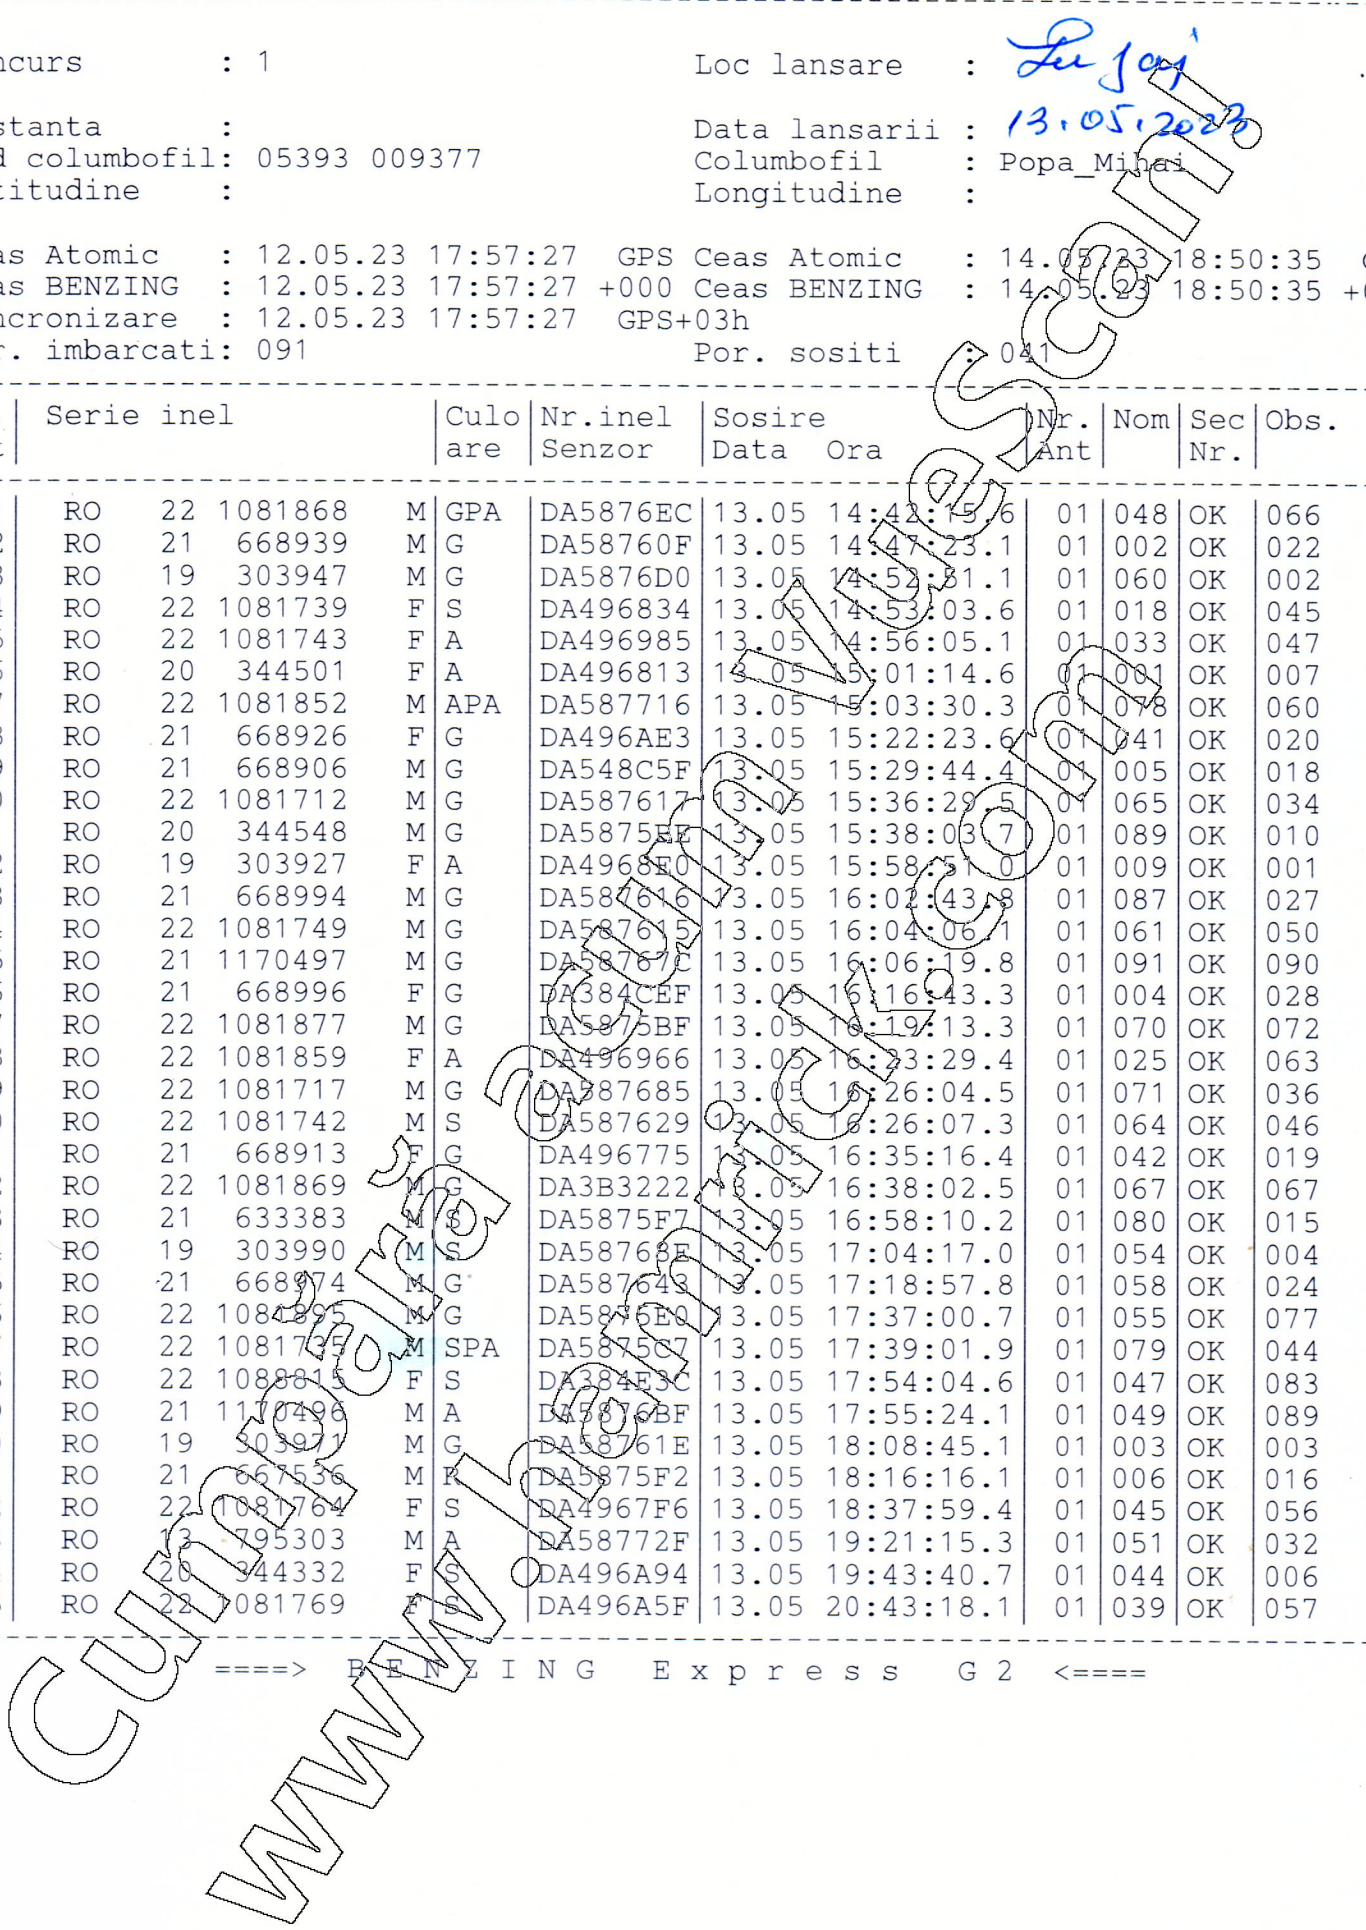 ncurs : 1 Loc lansare : Lugoj
stanta : Data lansarii : 13.05.2023
d columbofil: 05393 009377 Columbofil : Popa_Mihai
titudine : Longitudine :
as Atomic : 12.05.23 17:57:27 GPS Ceas Atomic : 14.05.23 18:50:35
as BENZING : 12.05.23 17:57:27 +000 Ceas BENZING : 14.05.23 18:50:35 +
ncronizare : 12.05.23 17:57:27 GPS+03h
r. imbarcati: 091 Por. sositi : 041
Serie inel Culo Nr.inel Sosire Nr. Nom Sec Obs.
t are Senzor Data Ora Ant Nr.
RO 22 1081868 M GPA DA5876EC 13.05 14:42:15.6 01 048 OK 066
RO 21 668939 M G DA58760F 13.05 14:47:23.1 01 002 OK 022
RO 19 303947 M G DA5876D0 13.05 14:52:51.1 01 060 OK 002
RO 22 1081739 F S DA496834 13.05 14:53:03.6 01 018 OK 045
RO 22 1081743 F A DA496985 13.05 14:56:05.1 01 033 OK 047
RO 20 344501 F A DA496813 13.05 15:01:14.6 01 001 OK 007
RO 22 1081852 M APA DA587716 13.05 15:03:30.3 01 078 OK 060
RO 21 668926 F G DA496AE3 13.05 15:22:23.6 01 041 OK 020
RO 21 668906 M G DA548C5F 13.05 15:29:44.4 01 005 OK 018
RO 22 1081712 M G DA587617 13.05 15:36:29.5 01 065 OK 034
RO 20 344548 M G DA5875EE 13.05 15:38:03.7 01 089 OK 010
RO 19 303927 F A DA4968E0 13.05 15:58:51.0 01 009 OK 001
RO 21 668994 M G DA587616 13.05 16:02:43.8 01 087 OK 027
RO 22 1081749 M G DA587615 13.05 16:04:06.1 01 061 OK 050
RO 21 1170497 M G DA58767C 13.05 16:06:19.8 01 091 OK 090
RO 21 668996 F G DA384CEF 13.05 16:16:43.3 01 004 OK 028
RO 22 1081877 M G DA5875BF 13.05 16:19:13.3 01 070 OK 072
RO 22 1081859 F A DA496966 13.05 16:23:29.4 01 025 OK 063
RO 22 1081717 M G DA587685 13.05 16:26:04.5 01 071 OK 036
RO 22 1081742 M S DA587629 13.05 16:26:07.3 01 064 OK 046
RO 21 668913 F G DA496775 13.05 16:35:16.4 01 042 OK 019
RO 22 1081869 M G DA3B3222 13.05 16:38:02.5 01 067 OK 067
RO 21 633383 M S DA5875F7 13.05 16:58:10.2 01 080 OK 015
RO 19 303990 M S DA58768E 13.05 17:04:17.0 01 054 OK 004
RO 21 668974 M G DA587643 13.05 17:18:57.8 01 058 OK 024
RO 22 1081895 M G DA5876E0 13.05 17:37:00.7 01 055 OK 077
RO 22 1081735 M SPA DA5875C7 13.05 17:39:01.9 01 079 OK 044
RO 22 1088815 F S DA384E3C 13.05 17:54:04.6 01 047 OK 083
RO 21 1170496 M A DA5876BF 13.05 17:55:24.1 01 049 OK 089
RO 19 M G DA58761E 13.05 18:08:45.1 01 003 OK 003
RO 21 667536 M R DA5875F2 13.05 18:16:16.1 01 006 OK 016
RO 22 1081764 F S DA4967F6 13.05 18:37:59.4 01 045 OK 056
RO 13 795303 M A DA58772F 13.05 19:21:15.3 01 051 OK 032
RO 20 344332 F S DA496A94 13.05 19:43:40.7 01 044 OK 006
RO 22 1081769 F S DA496A5F 13.05 20:43:18.1 01 039 OK 057
====> B E N Z I N G E x p r e s s G 2 <====
Cumpară acum VueScan!
www.hamrick.com